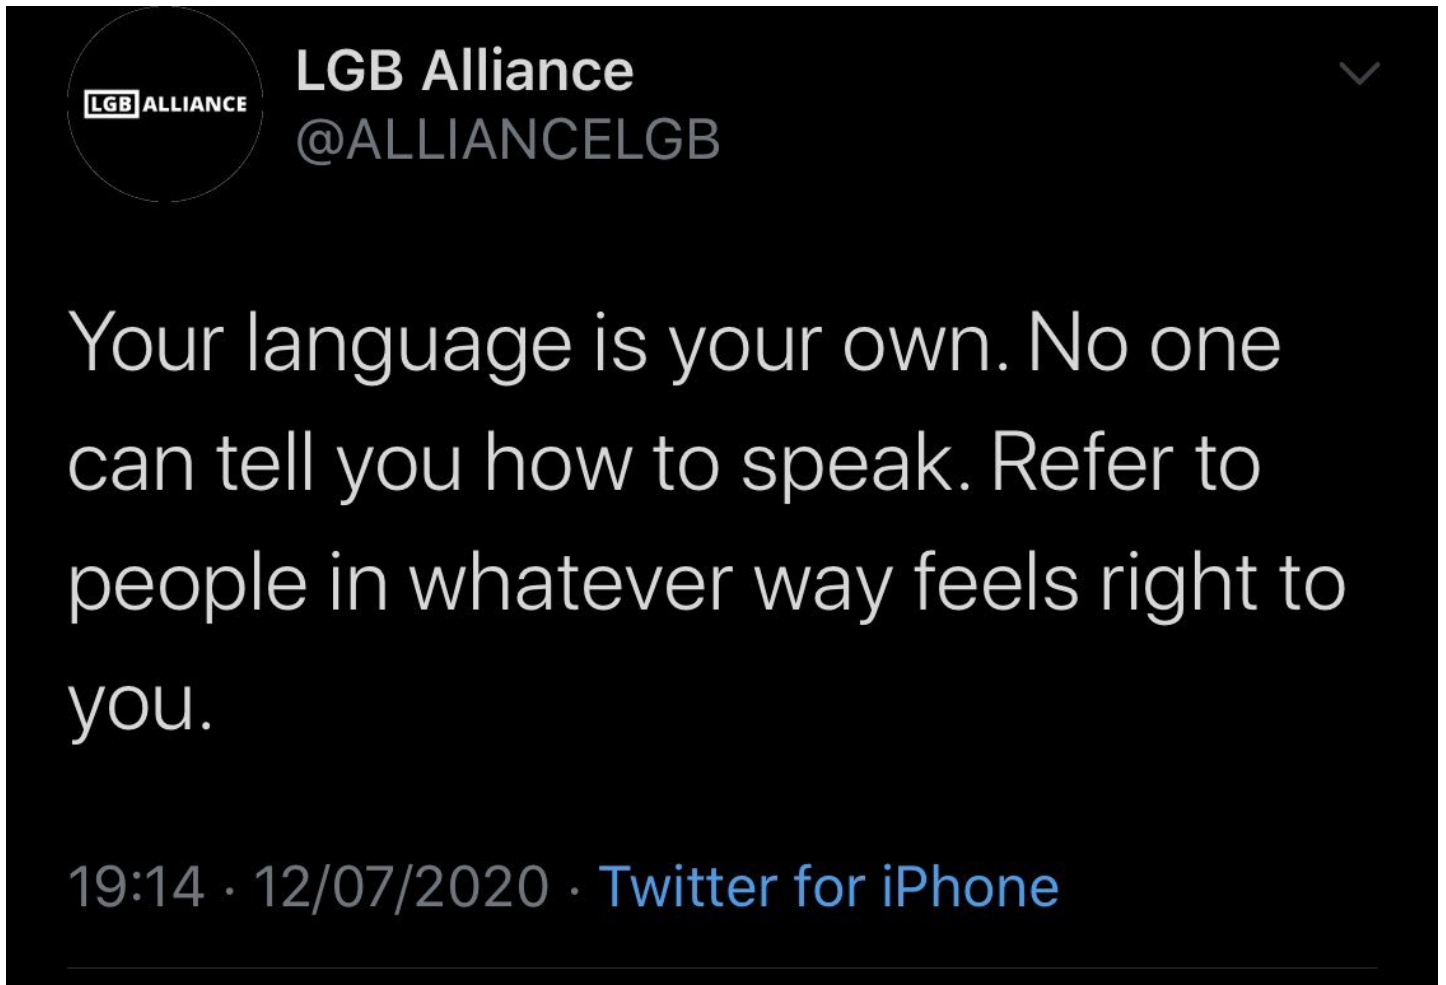 LGB ALLIANCE
LGB Alliance
@ALLIANCELGB
Your language is your own. No one
can tell you how to speak. Refer to
people in whatever way feels right to
you.
19:14 · 12/07/2020 · Twitter for iPhone